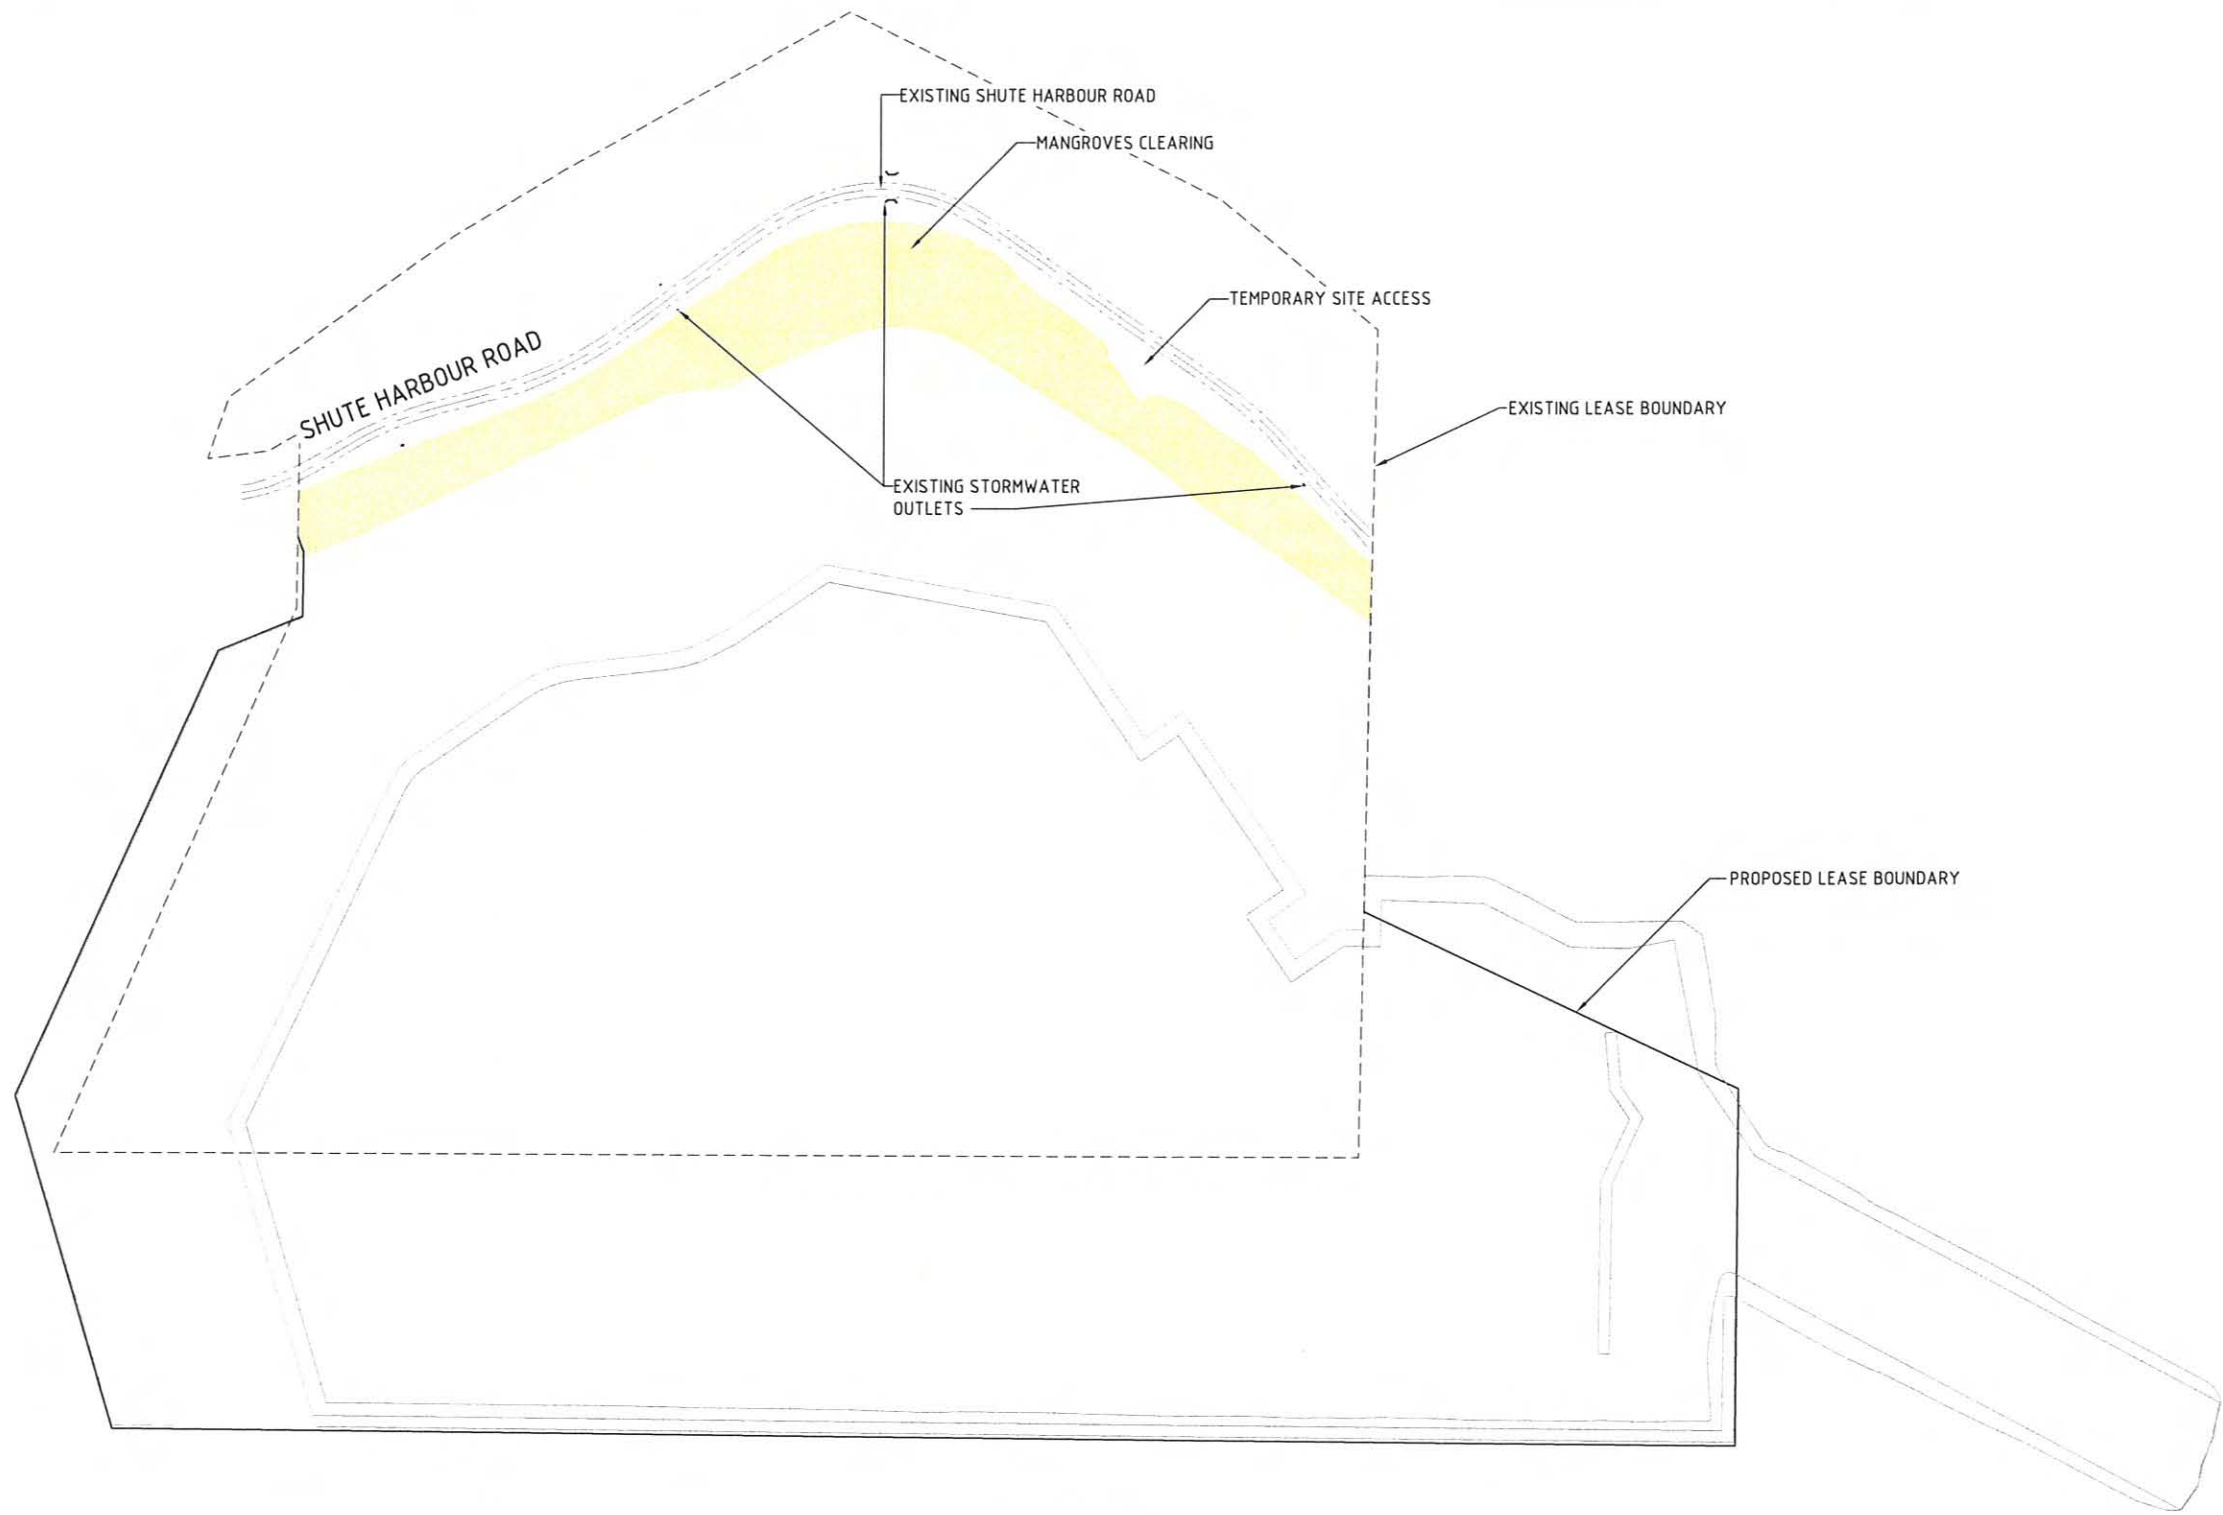 EXISTING SHUTE HARBOUR ROAD
MANGROVES CLEARING
TEMPORARY SITE ACCESS
SHUTE HARBOUR ROAD
EXISTING LEASE BOUNDARY
EXISTING STORMWATER
OUTLETS
PROPOSED LEASE BOUNDARY